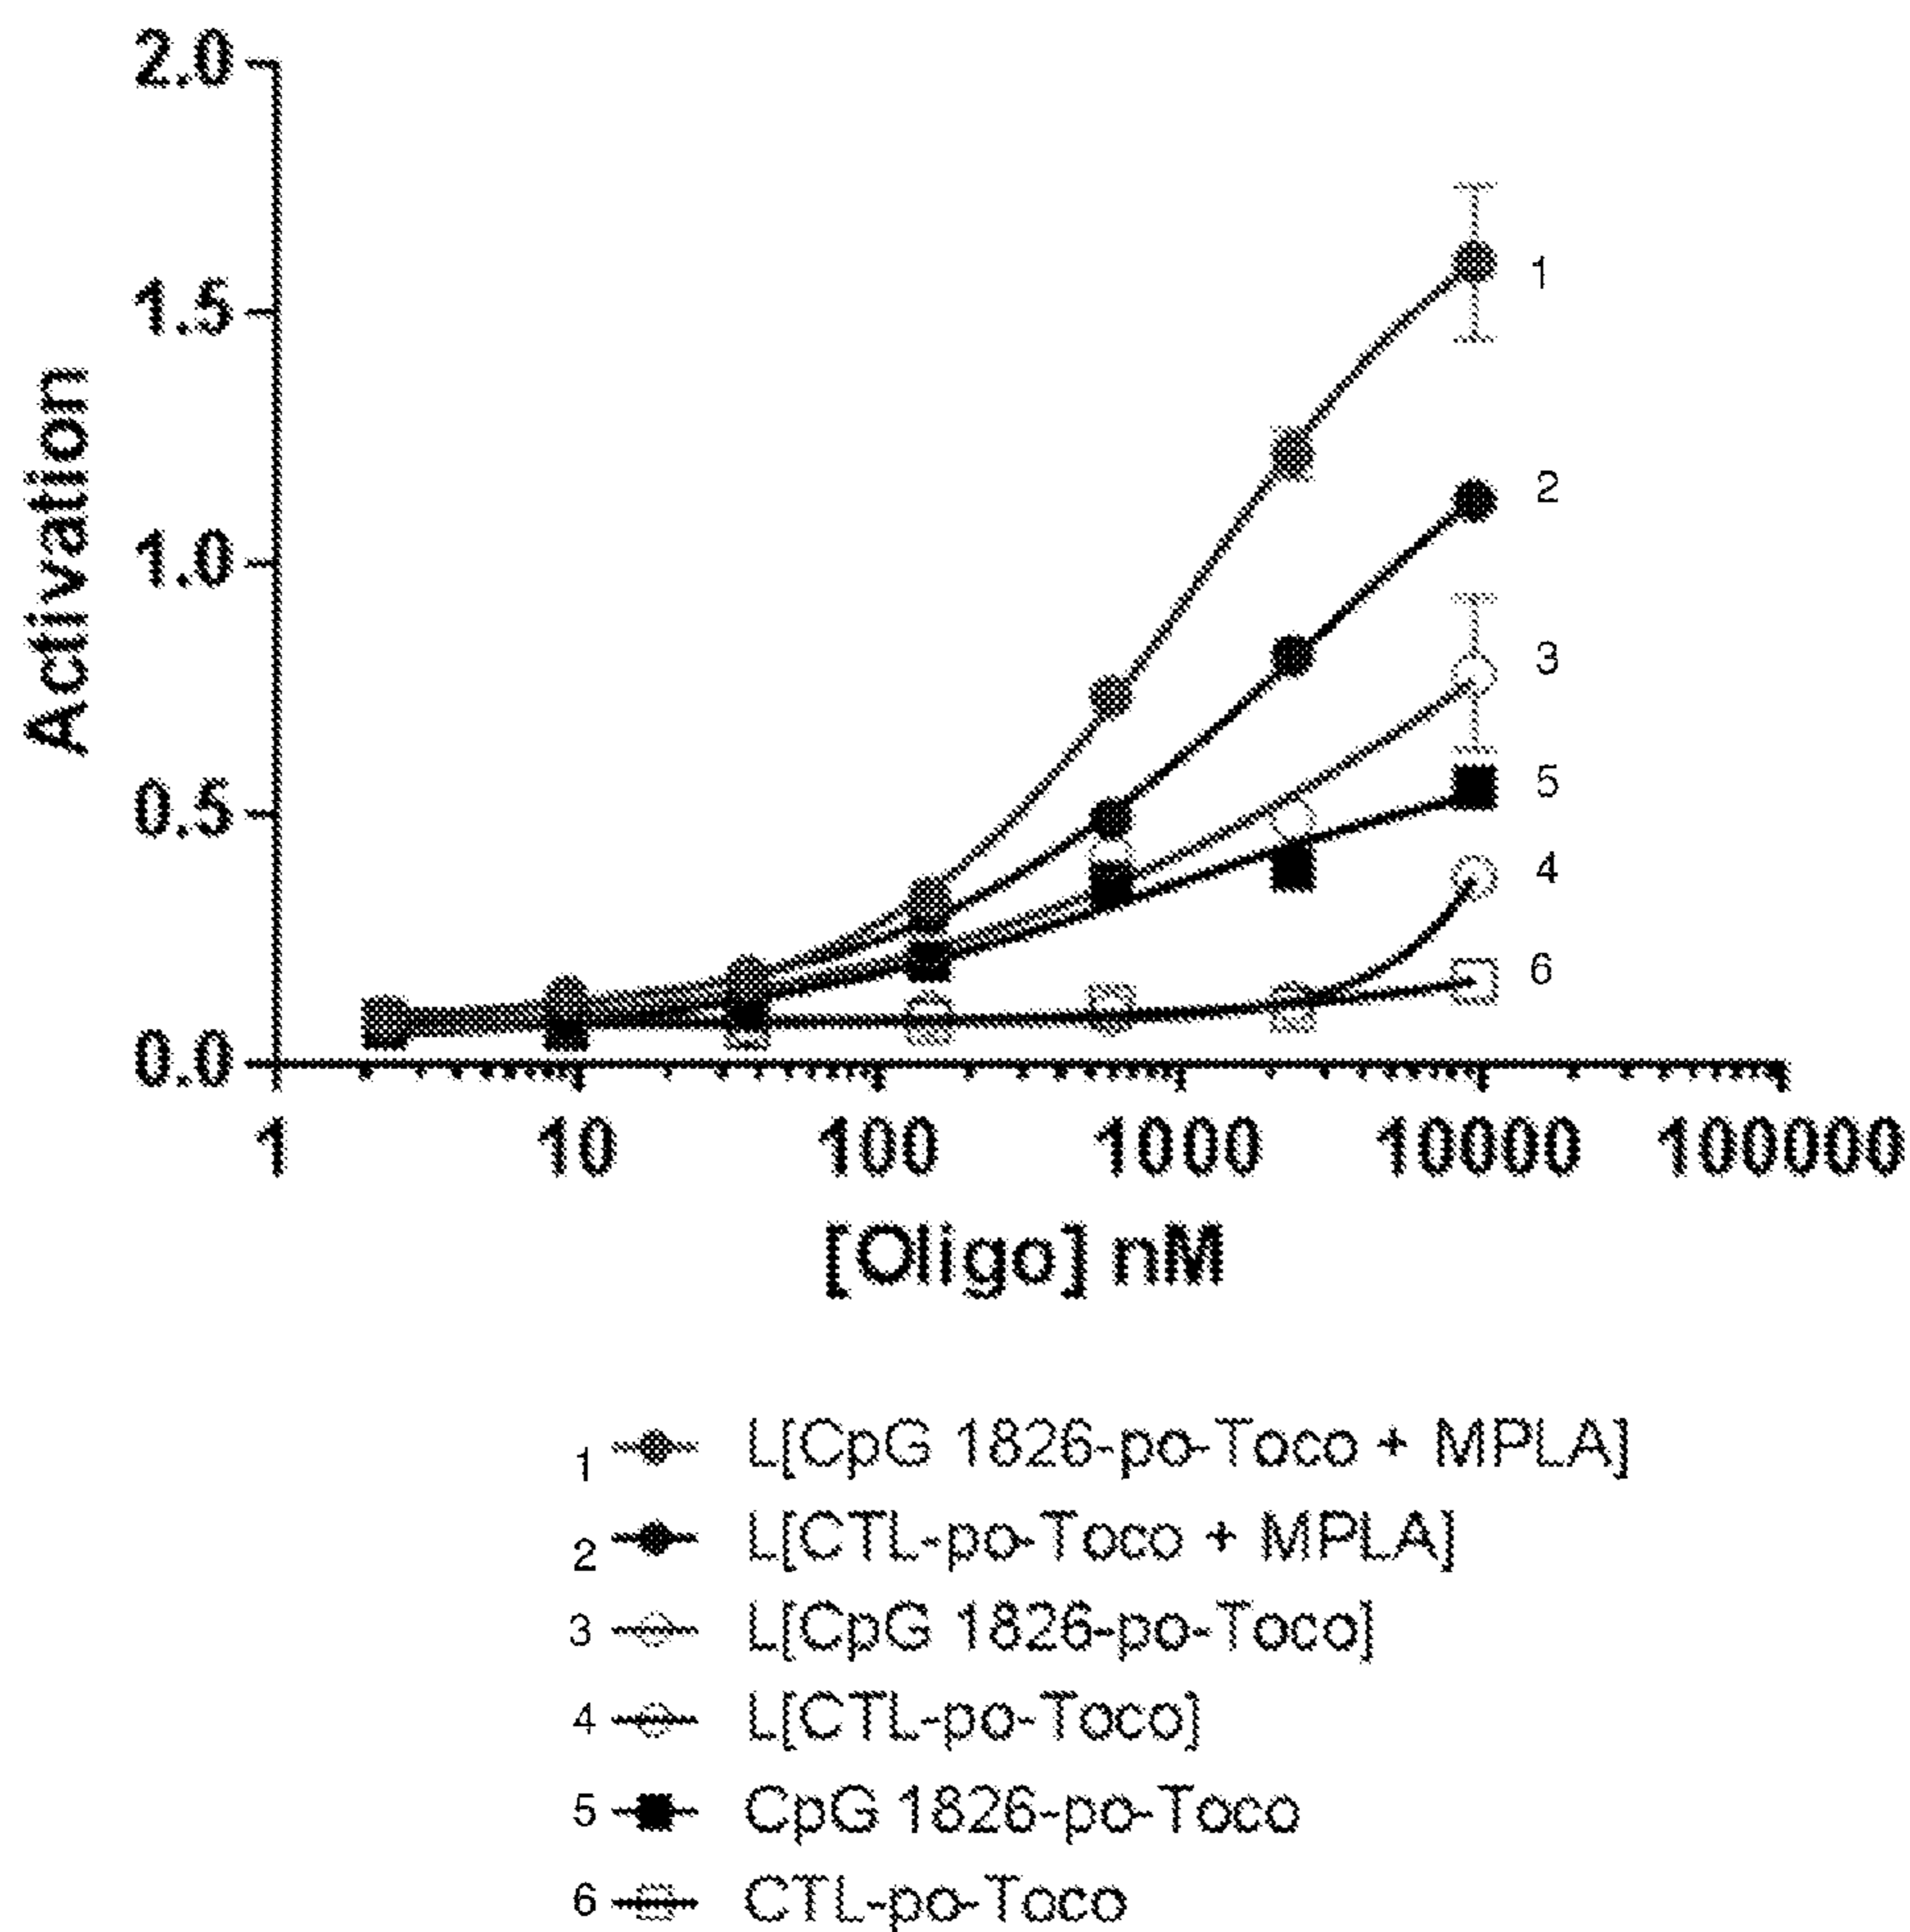 2.0
1.5
1.0
0.5
0.0
Activation
1
2
3
5
4
6
1 10 100 1000 10000 100000
[Oligo] nM
1 L[CpG 1826-po-Toco + MPLA]
2 L[CTL-po-Toco + MPLA]
3 L[CpG 1826-po-Toco]
4 L[CTL-po-Toco]
5 CpG 1826-po-Toco
6 CTL-po-Toco